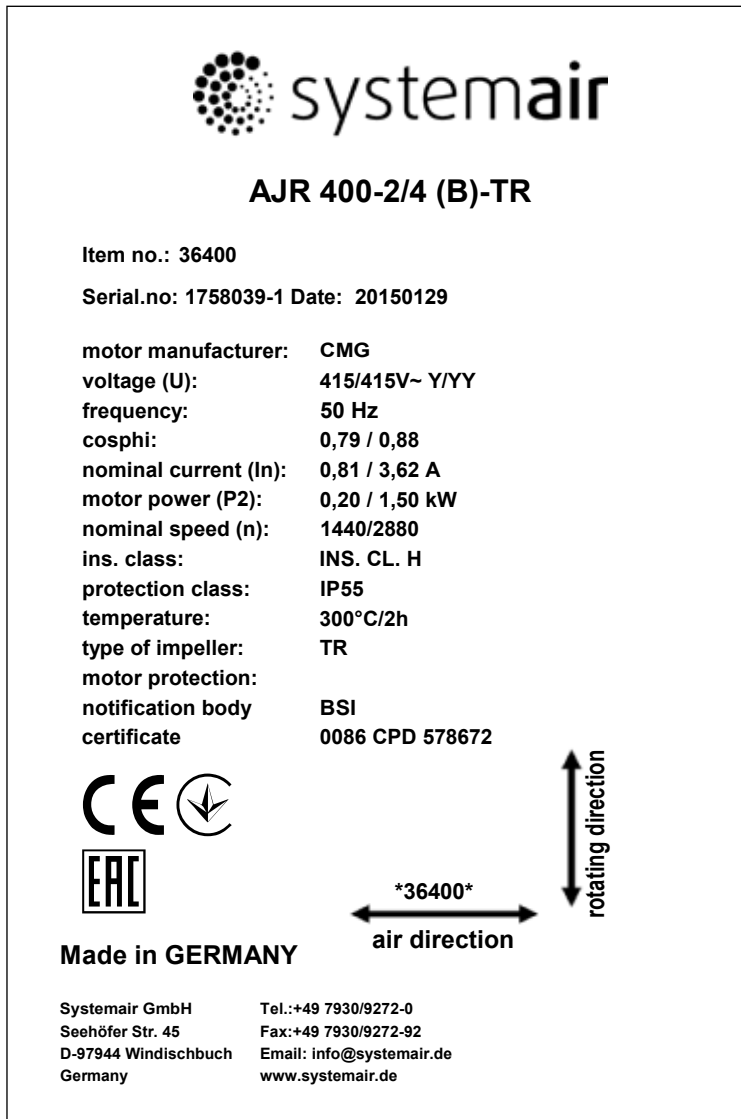 systemair
AJR 400-2/4 (B)-TR
Item no.: 36400
Serial.no: 1758039-1 Date: 20150129
motor manufacturer: CMG
voltage (U): 415/415V~ Y/YY
frequency: 50 Hz
cosphi: 0,79 / 0,88
nominal current (In): 0,81 / 3,62 A
motor power (P2): 0,20 / 1,50 kW
nominal speed (n): 1440/2880
ins. class: INS. CL. H
protection class: IP55
temperature: 300°C/2h
type of impeller: TR
motor protection:
notification body BSI
certificate 0086 CPD 578672
CE
EAC
rotating direction
*36400*
air direction
Made in GERMANY
Systemair GmbH Tel.:+49 7930/9272-0
Seehöfer Str. 45 Fax:+49 7930/9272-92
D-97944 Windischbuch Email: info@systemair.de
Germany www.systemair.de